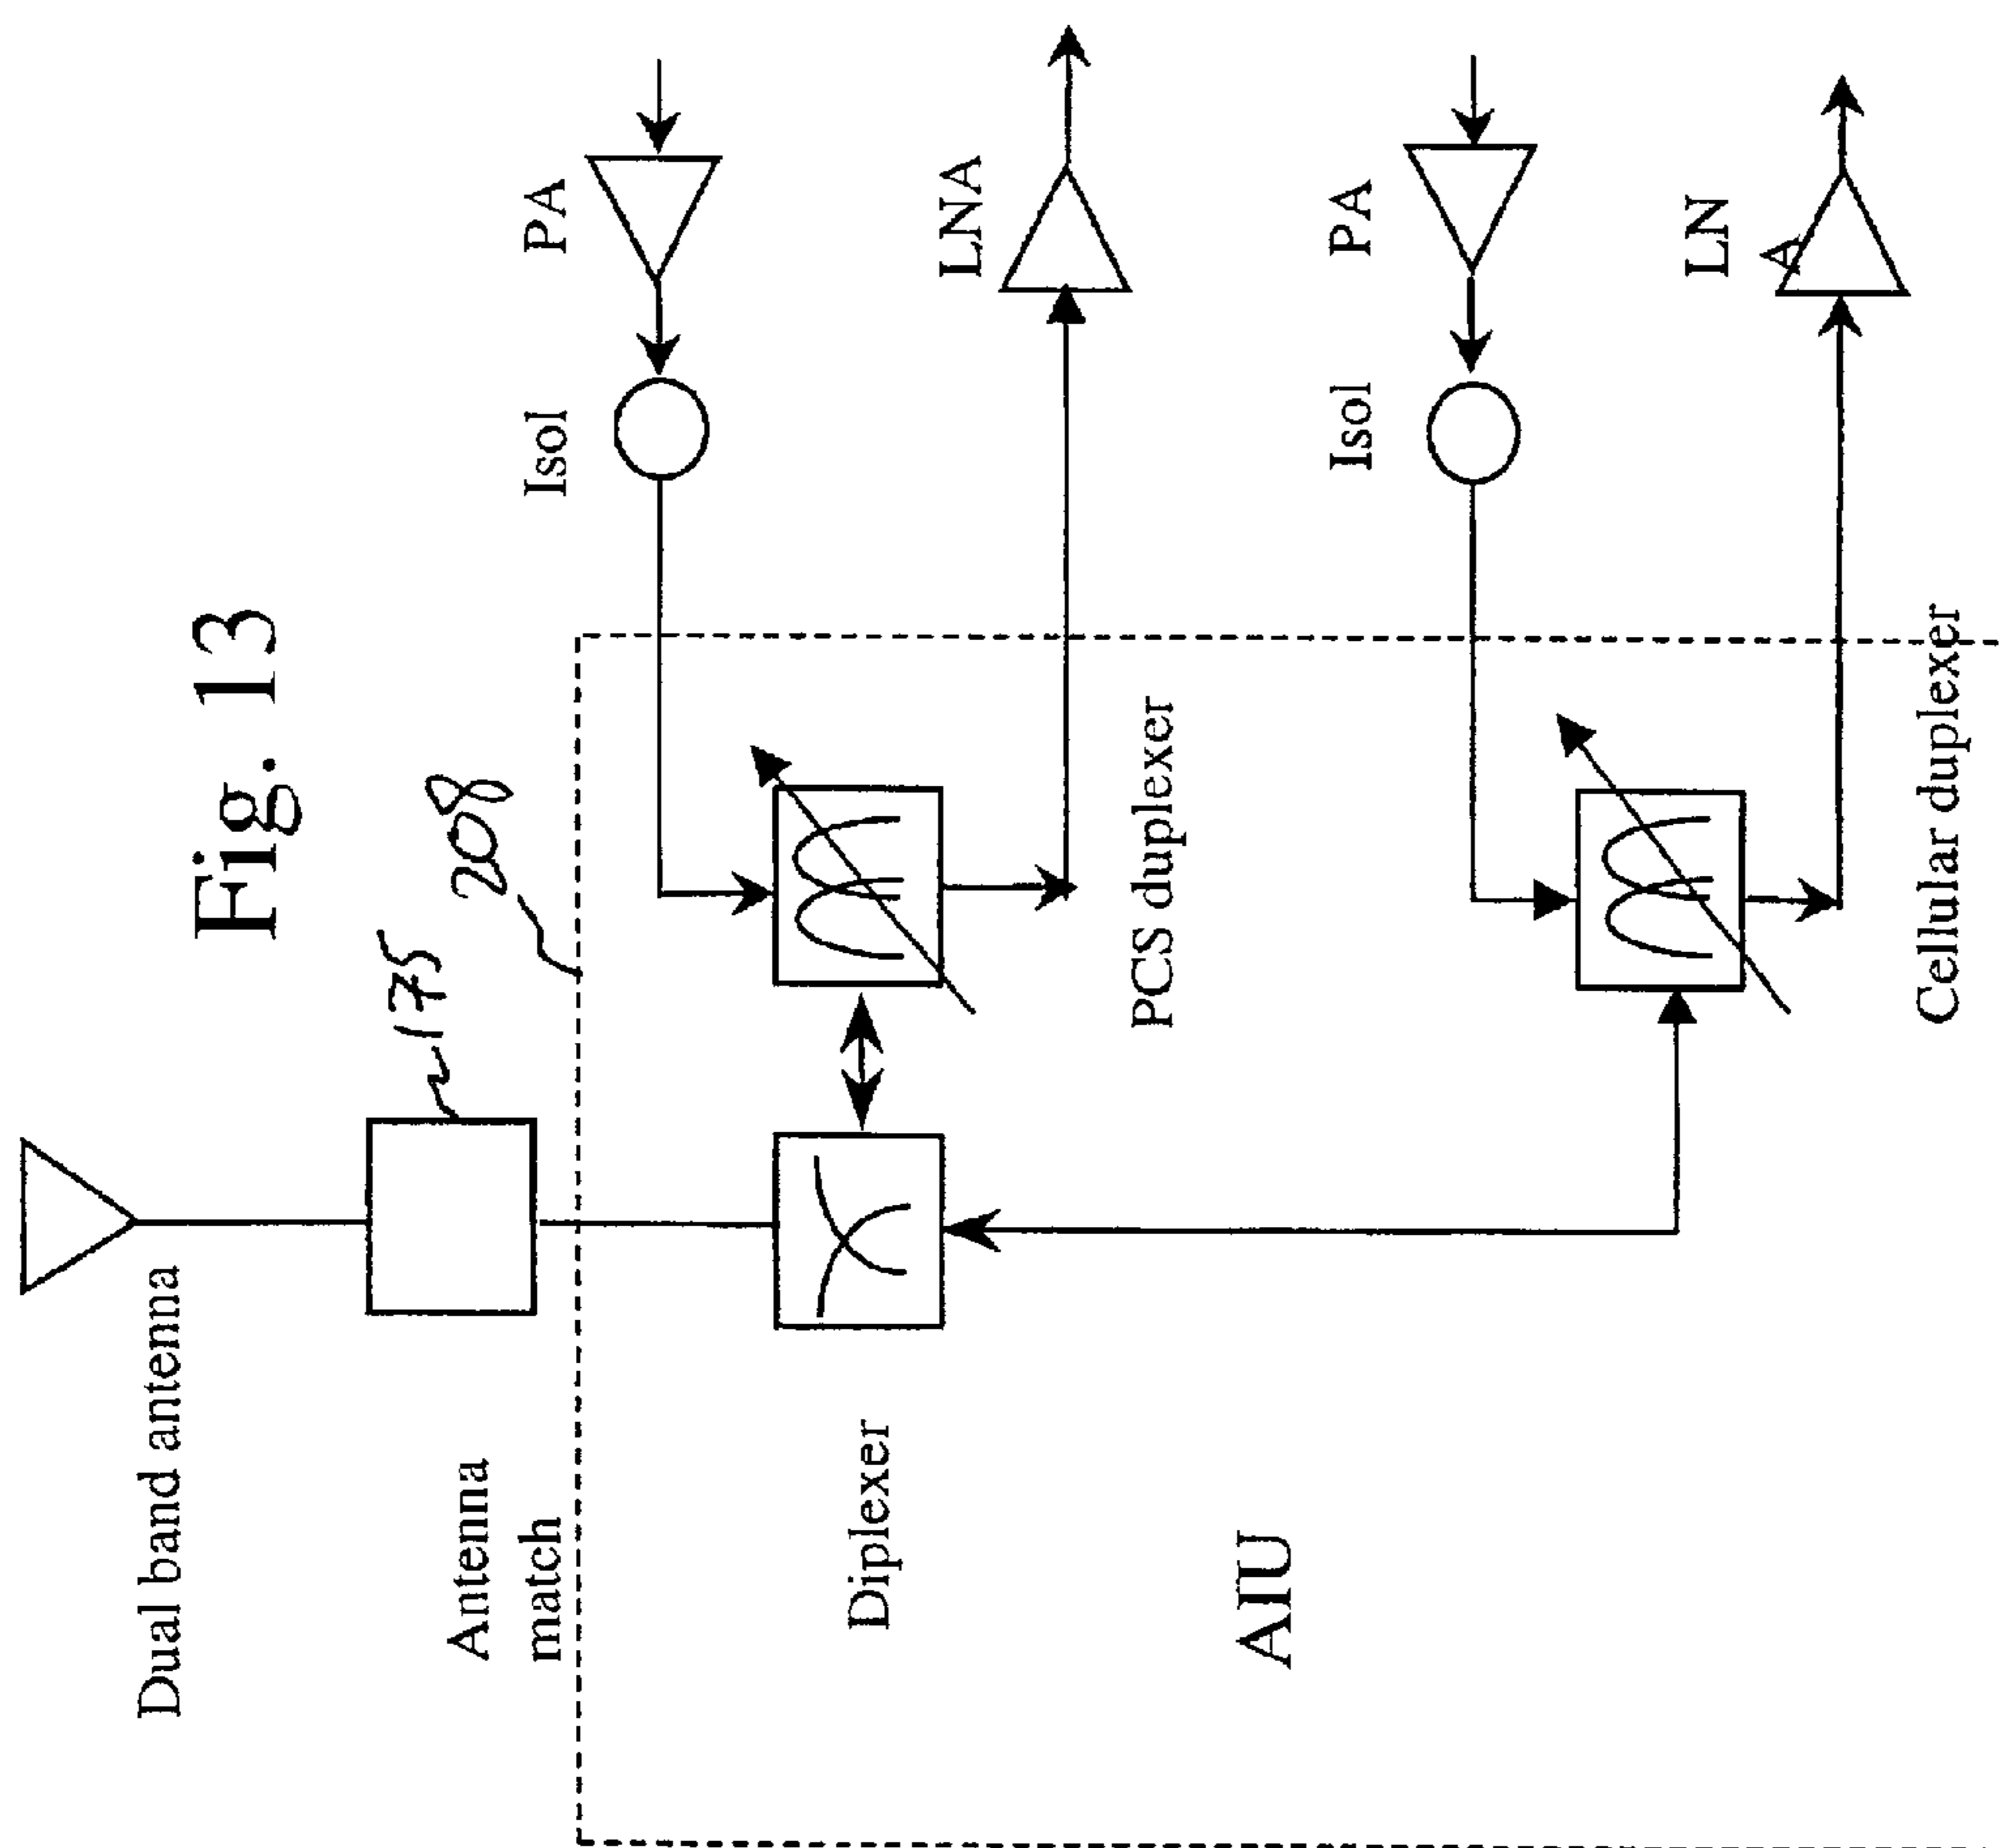 Fig. 13
Dual band antenna
175
208
Antenna
match
Diplexer
AIU
Isol
PA
LNA
PCS duplexer
Isol
PA
LN
A
Cellular duplexer